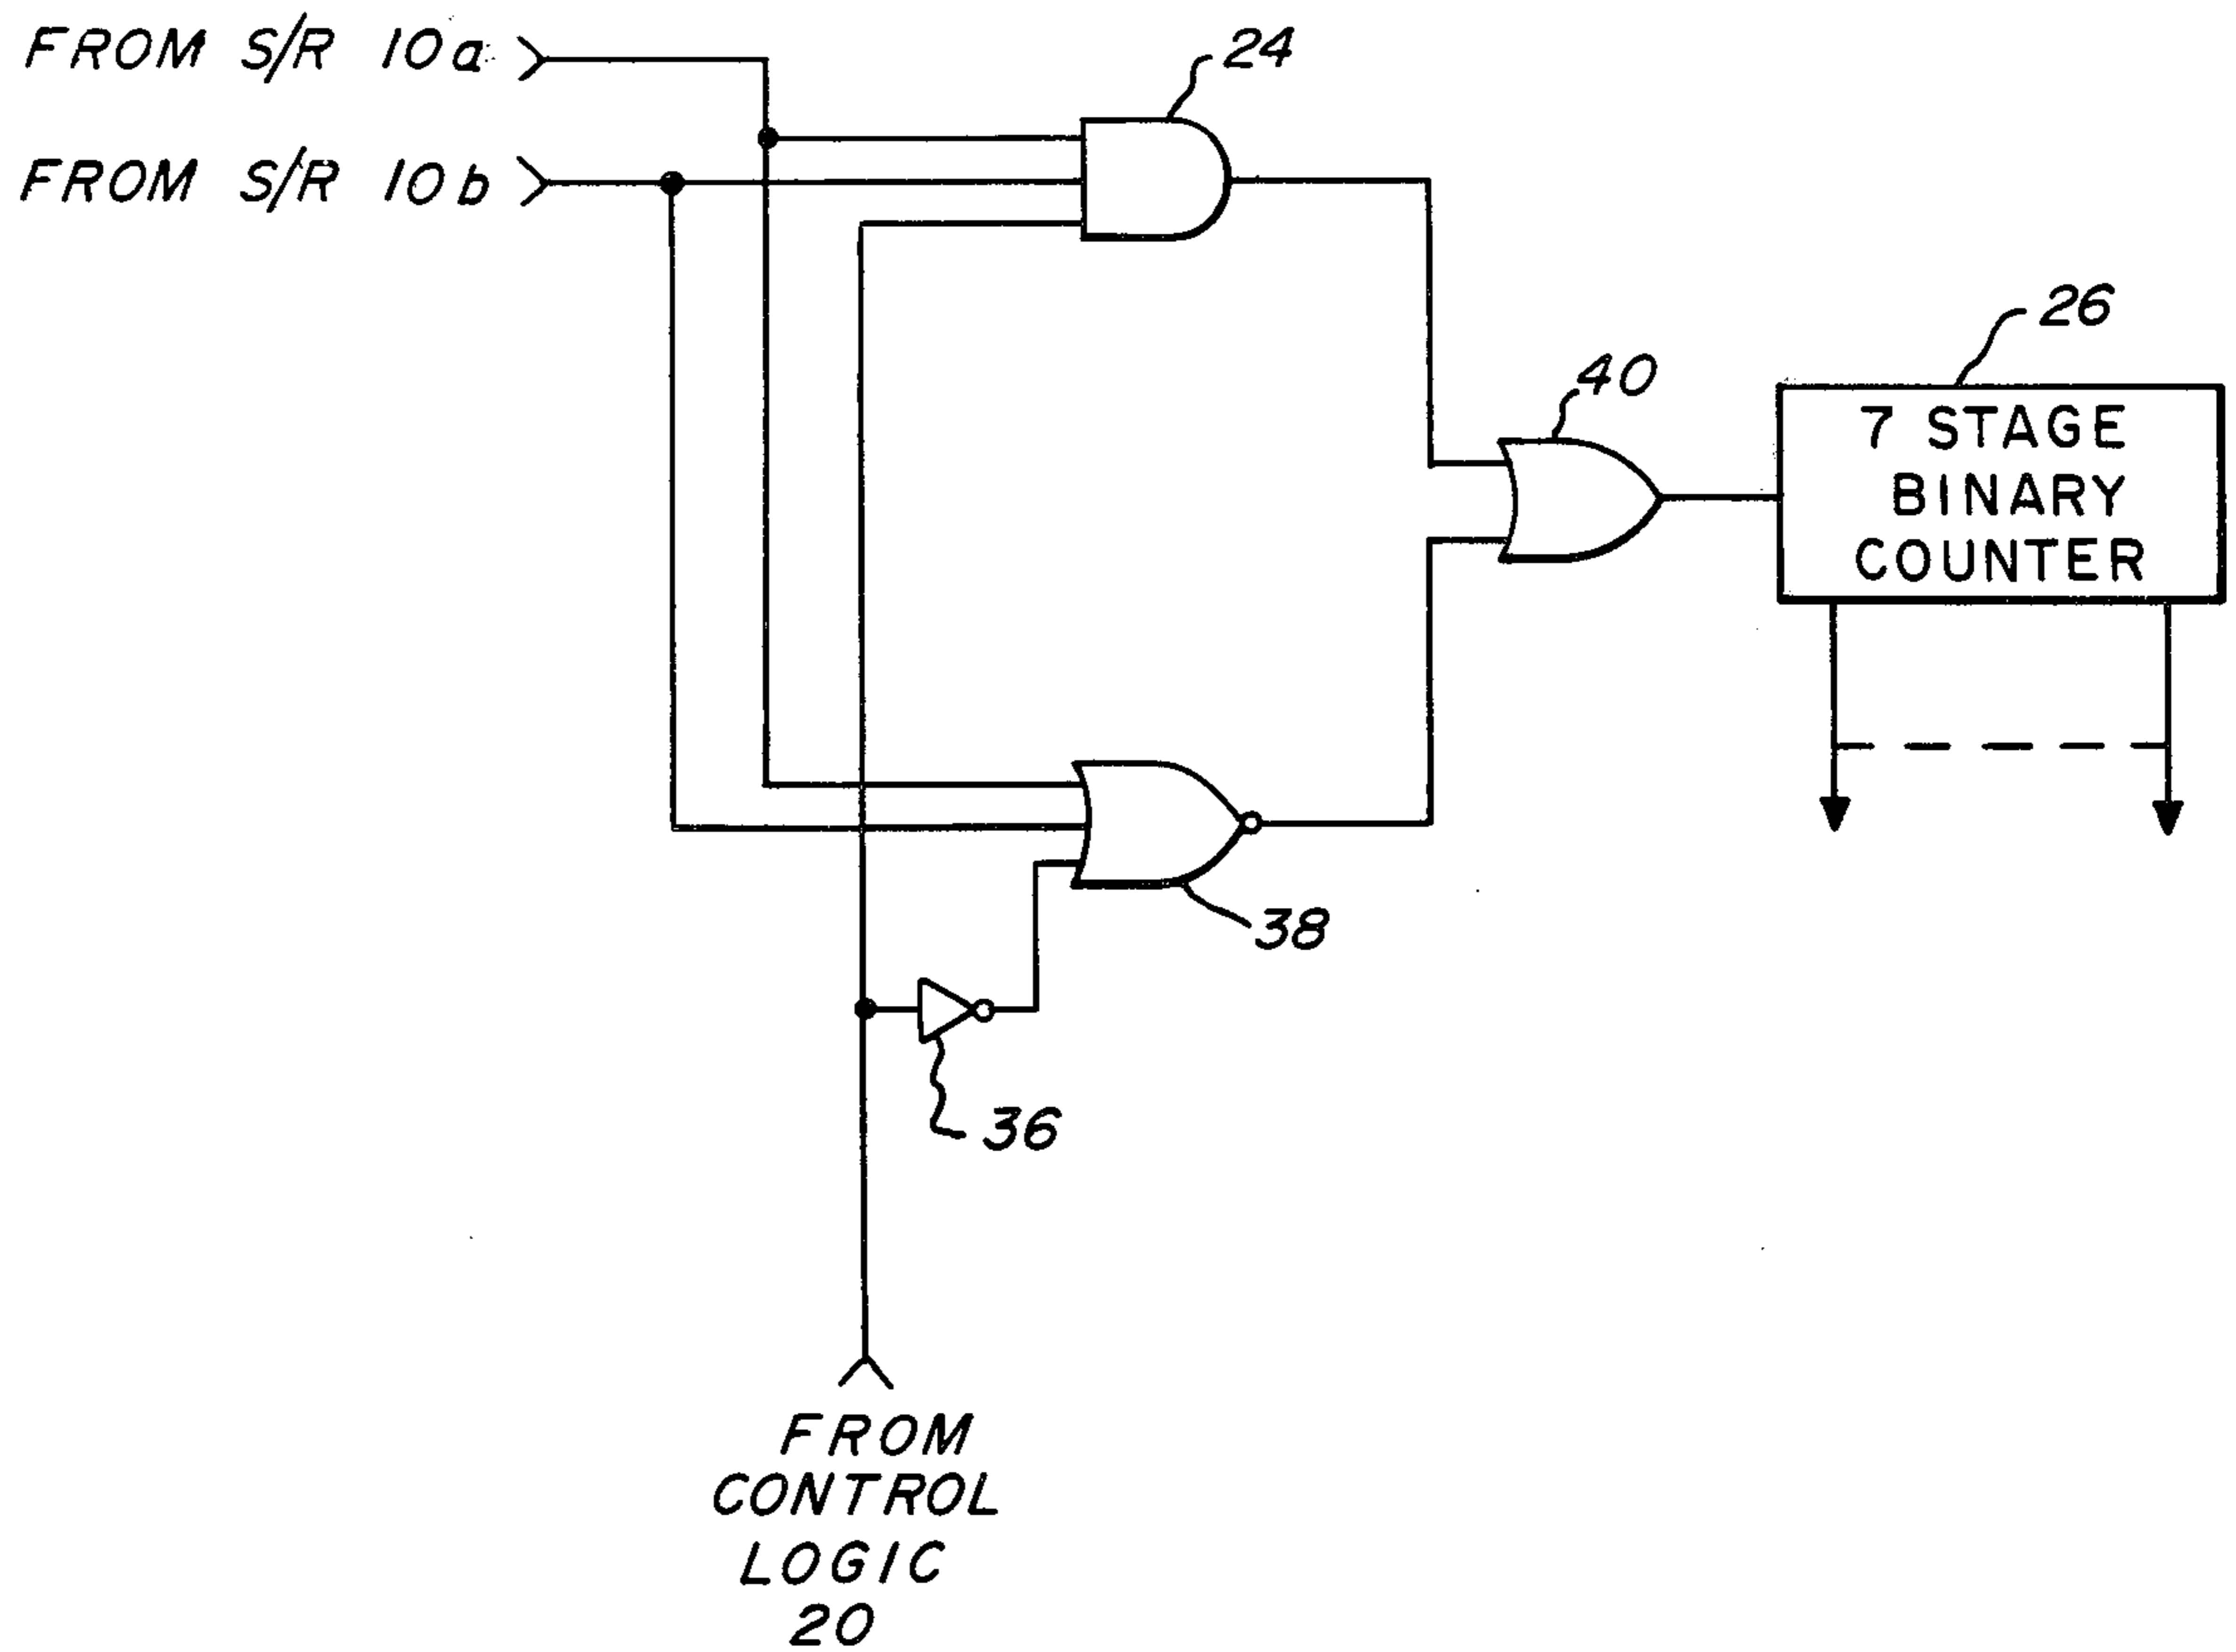 FROM S/R 10a
24
FROM S/R 10b
26
40
7 STAGE
BINARY
COUNTER
38
36
FROM
CONTROL
LOGIC
20